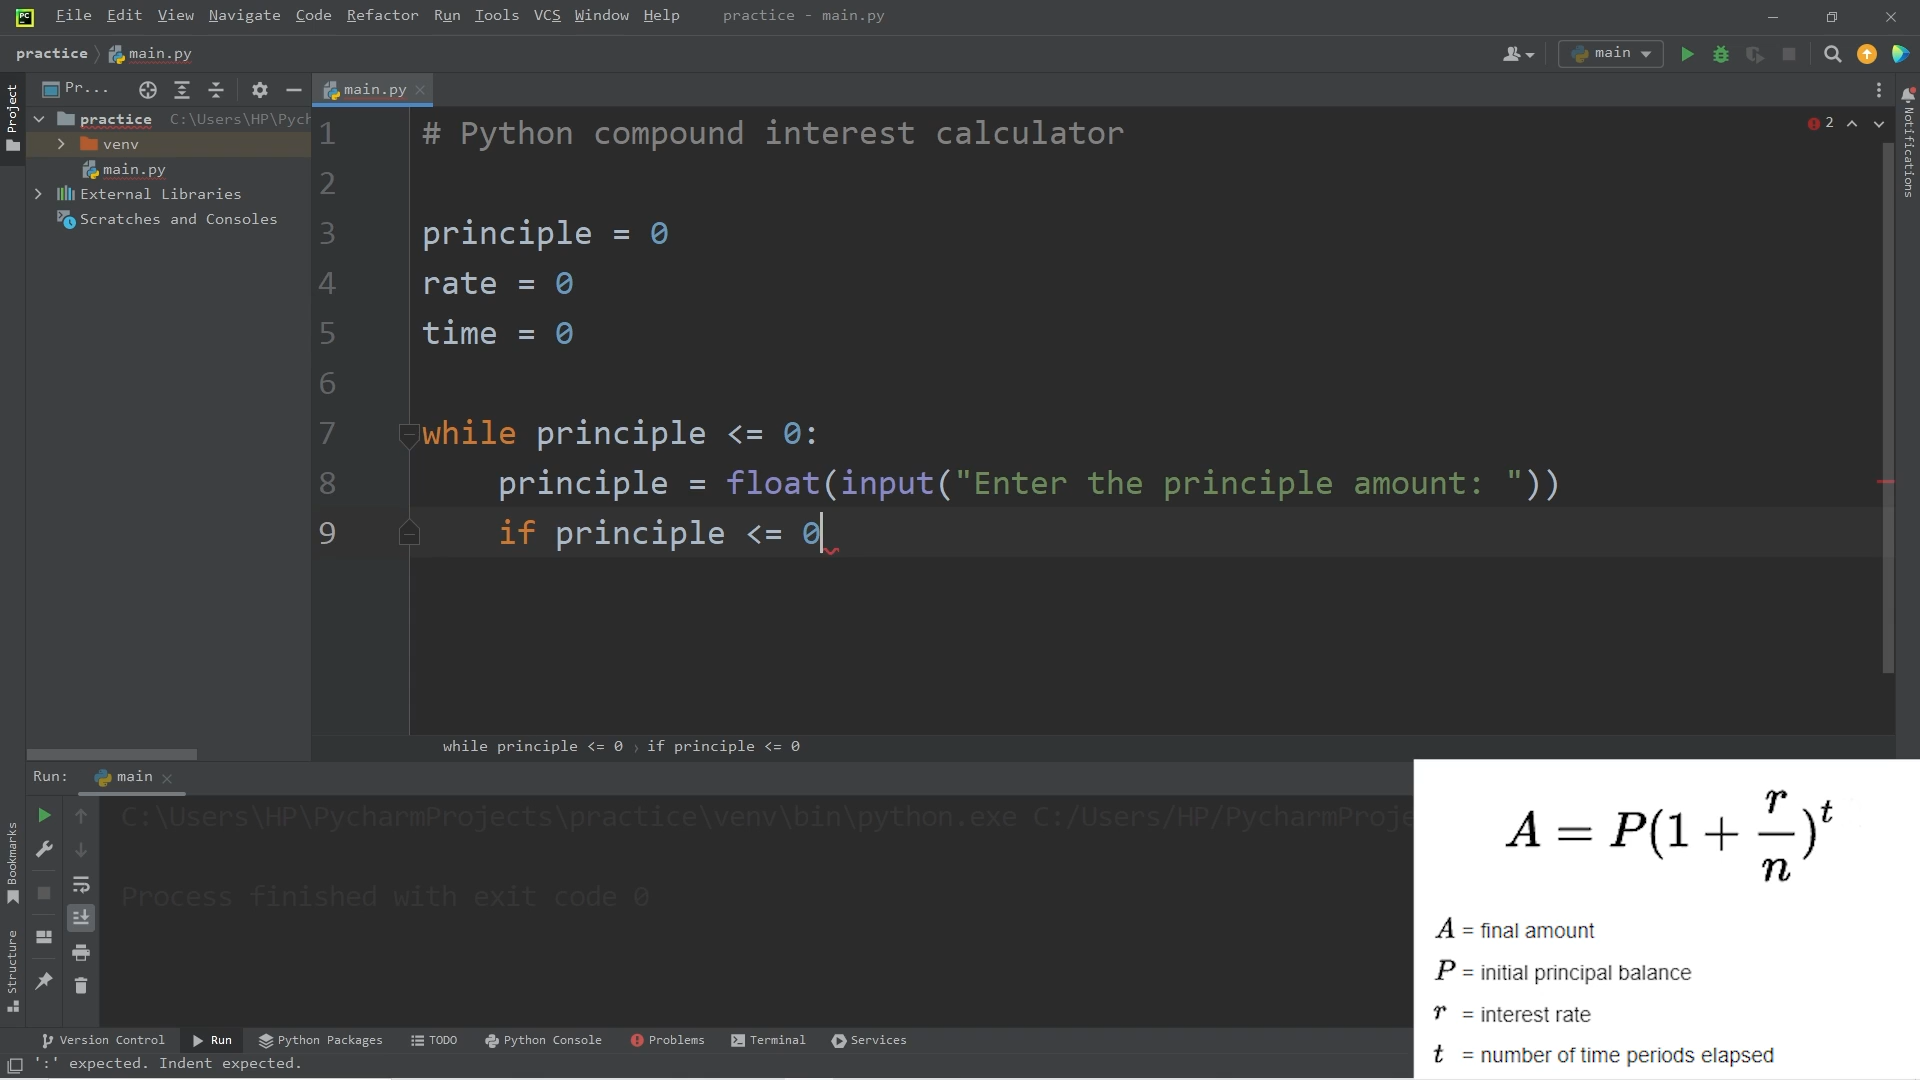 File Edit View Navigate Code Refactor Run Tools VCS Window Help practice - main.py
practice main.py main
Project
Pr... main.py
Notifications
practice C:\Users\HP\Pych
venv
main.py
External Libraries
Scratches and Consoles
2
1 # Python compound interest calculator
2
3 principle = 0
4 rate = 0
5 time = 0
6
7 while principle <= 0:
8 principle = float(input("Enter the principle amount: "))
9 if principle <= 0
while principle <= 0 › if principle <= 0
Run: main
C:\Users\HP\PycharmProjects\practice\venv\bin\python.exe C:/Users/HP/PycharmProje
Process finished with exit code 0
Bookmarks
Structure
A = P(1 + r/n)^t
A = final amount
P = initial principal balance
r = interest rate
t = number of time periods elapsed
Version Control Run Python Packages TODO Python Console Problems Terminal Services
':' expected. Indent expected.